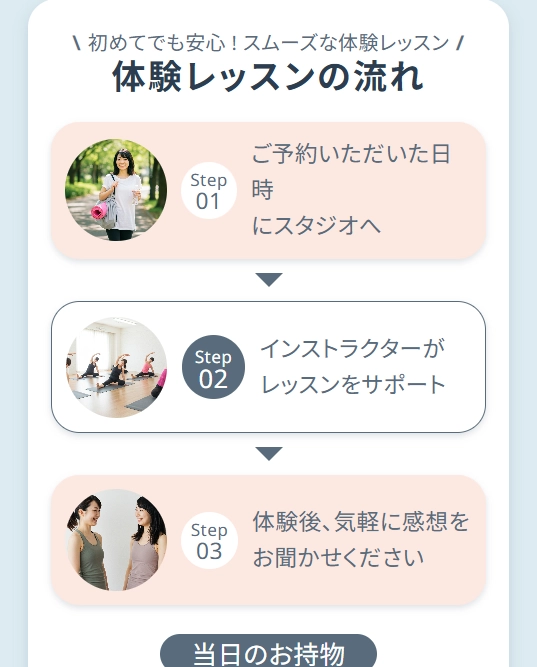 \ 初めてでも安心！スムーズな体験レッスン /
体験レッスンの流れ
Step
01
ご予約いただいた日
時
にスタジオへ
Step
02
インストラクターが
レッスンをサポート
Step
03
体験後、気軽に感想を
お聞かせください
当日のお持物